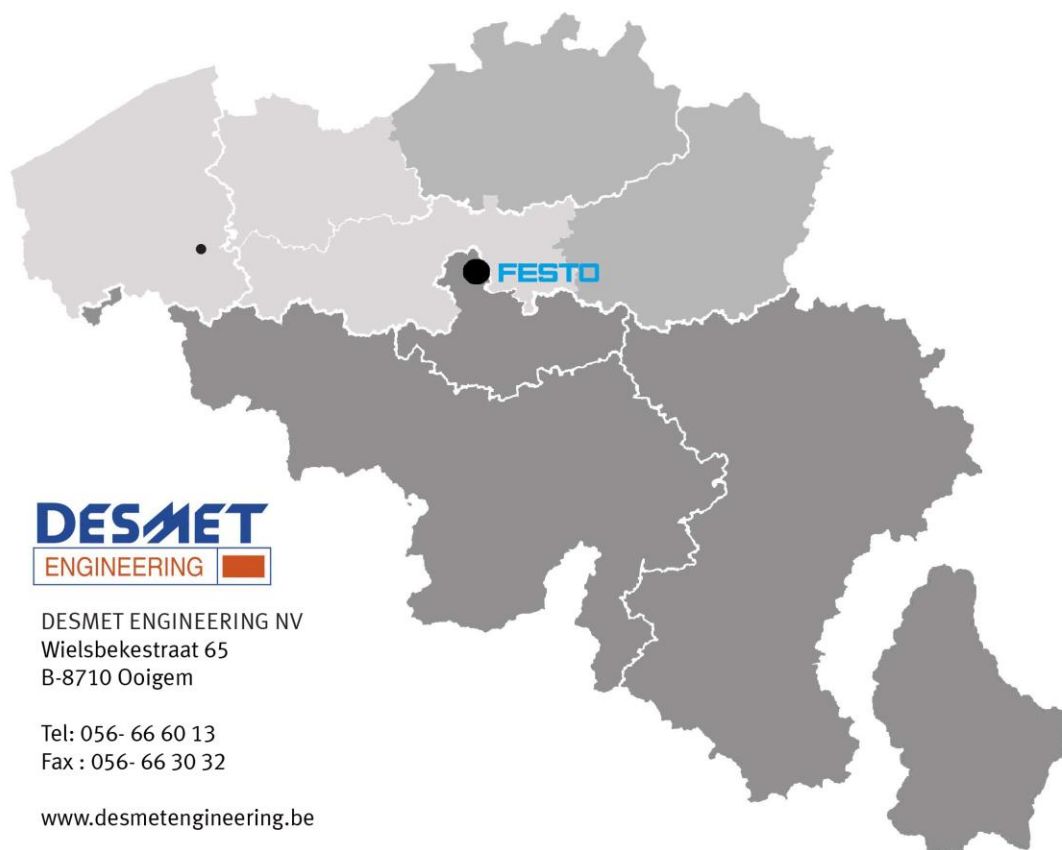 FESTO
DESMET
ENGINEERING
DESMET ENGINEERING NV
Wielsbekestraat 65
B-8710 Ooigem
Tel: 056- 66 60 13
Fax : 056- 66 30 32
www.desmetengineering.be